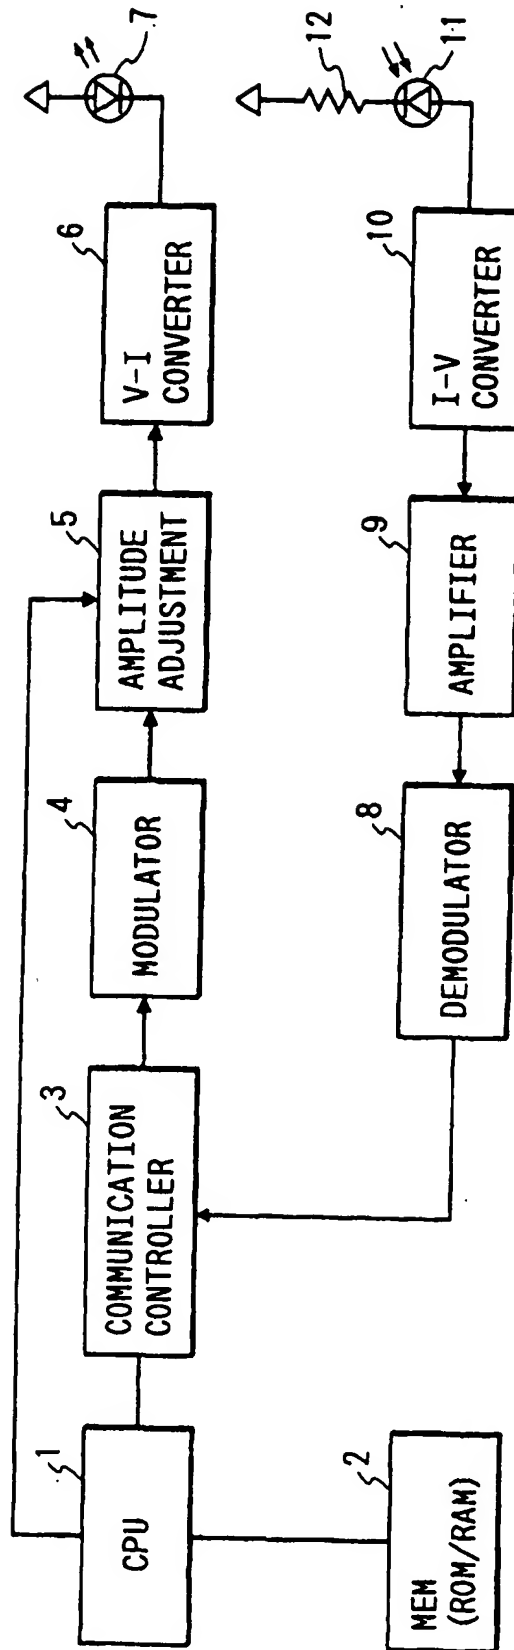 1
CPU
2
MEM
(ROM/RAM)
3
COMMUNICATION
CONTROLLER
4
MODULATOR
5
AMPLITUDE
ADJUSTMENT
6
V-I
CONVERTER
7
8
DEMODULATOR
9
AMPLIFIER
10
I-V
CONVERTER
11
12